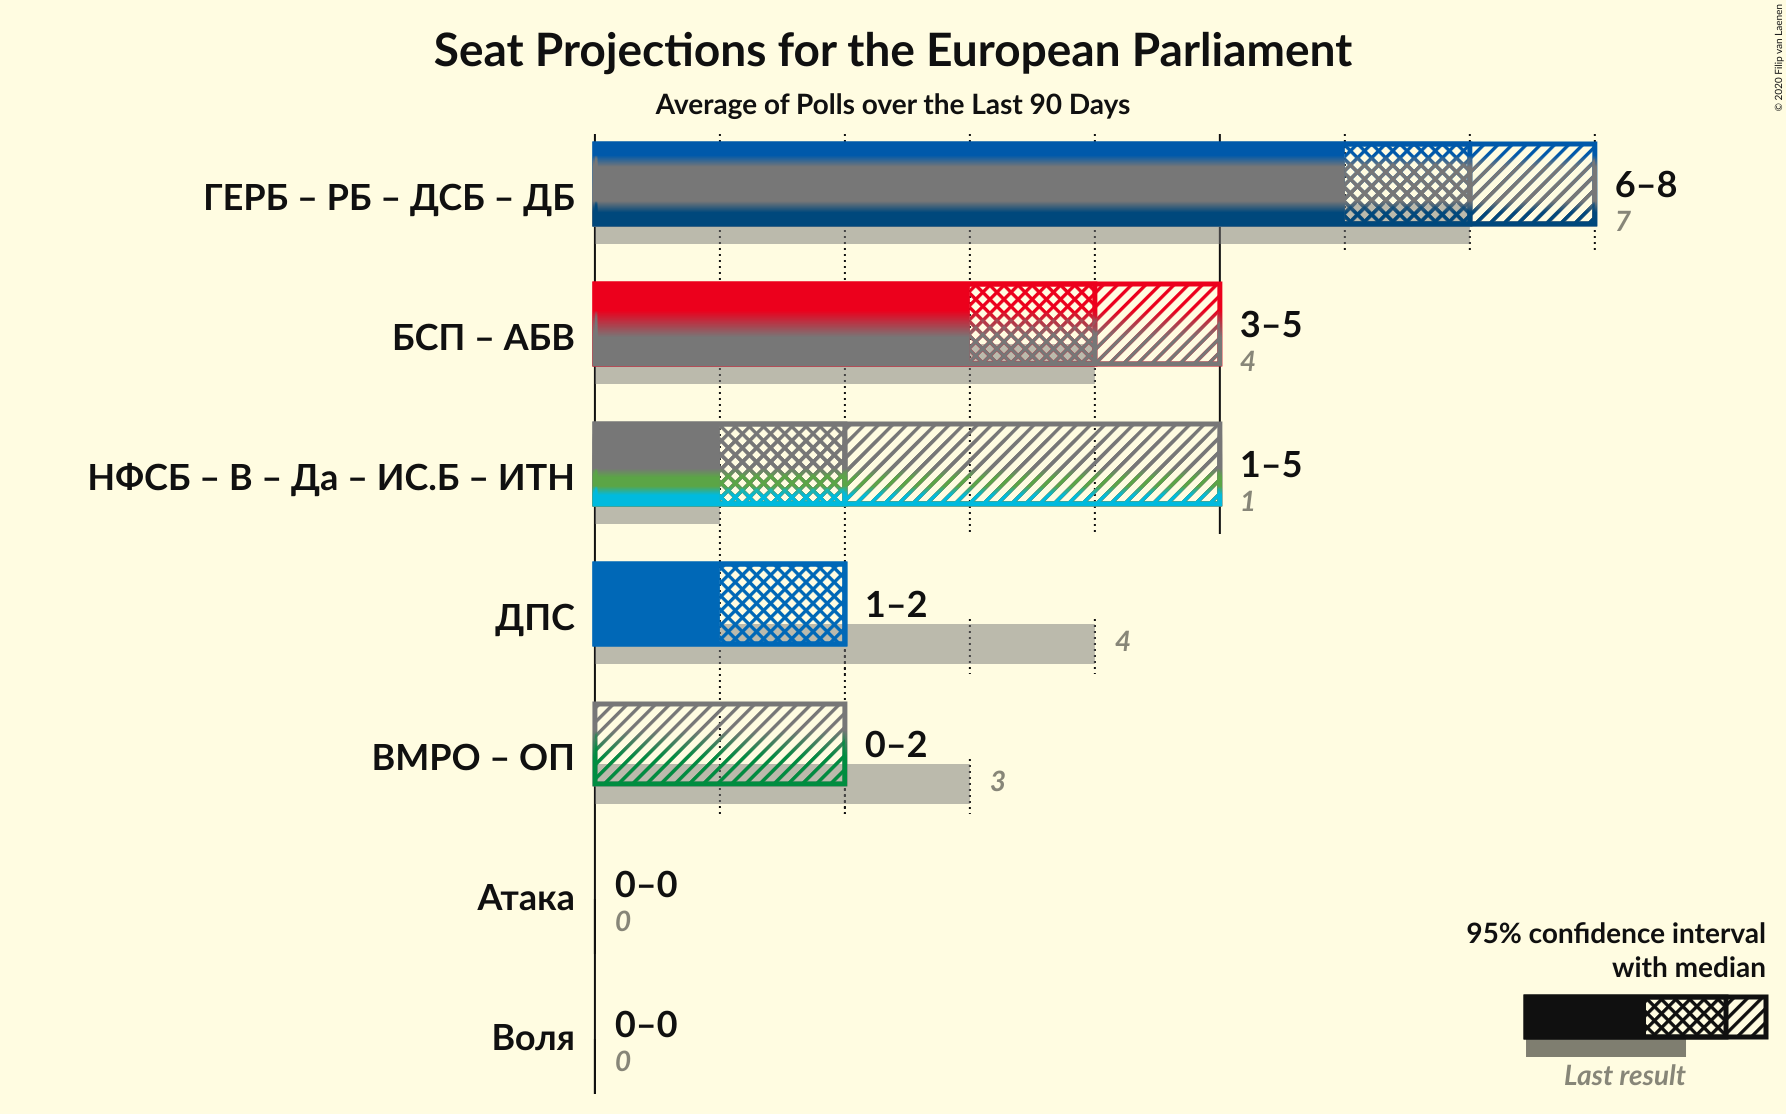 Seat Projections for the European Parliament
Average of Polls over the Last 90 Days
© 2020 Filip van Laenen
ГЕРБ – РБ – ДСБ – ДБ
6–8
7
БСП – АБВ
3–5
4
НФСБ – В – Да – ИС.Б – ИТН
1–5
1
ДПС
1–2
4
ВМРО – ОП
0–2
3
Атака
0–0
0
Воля
0–0
0
95% confidence interval
with median
Last result